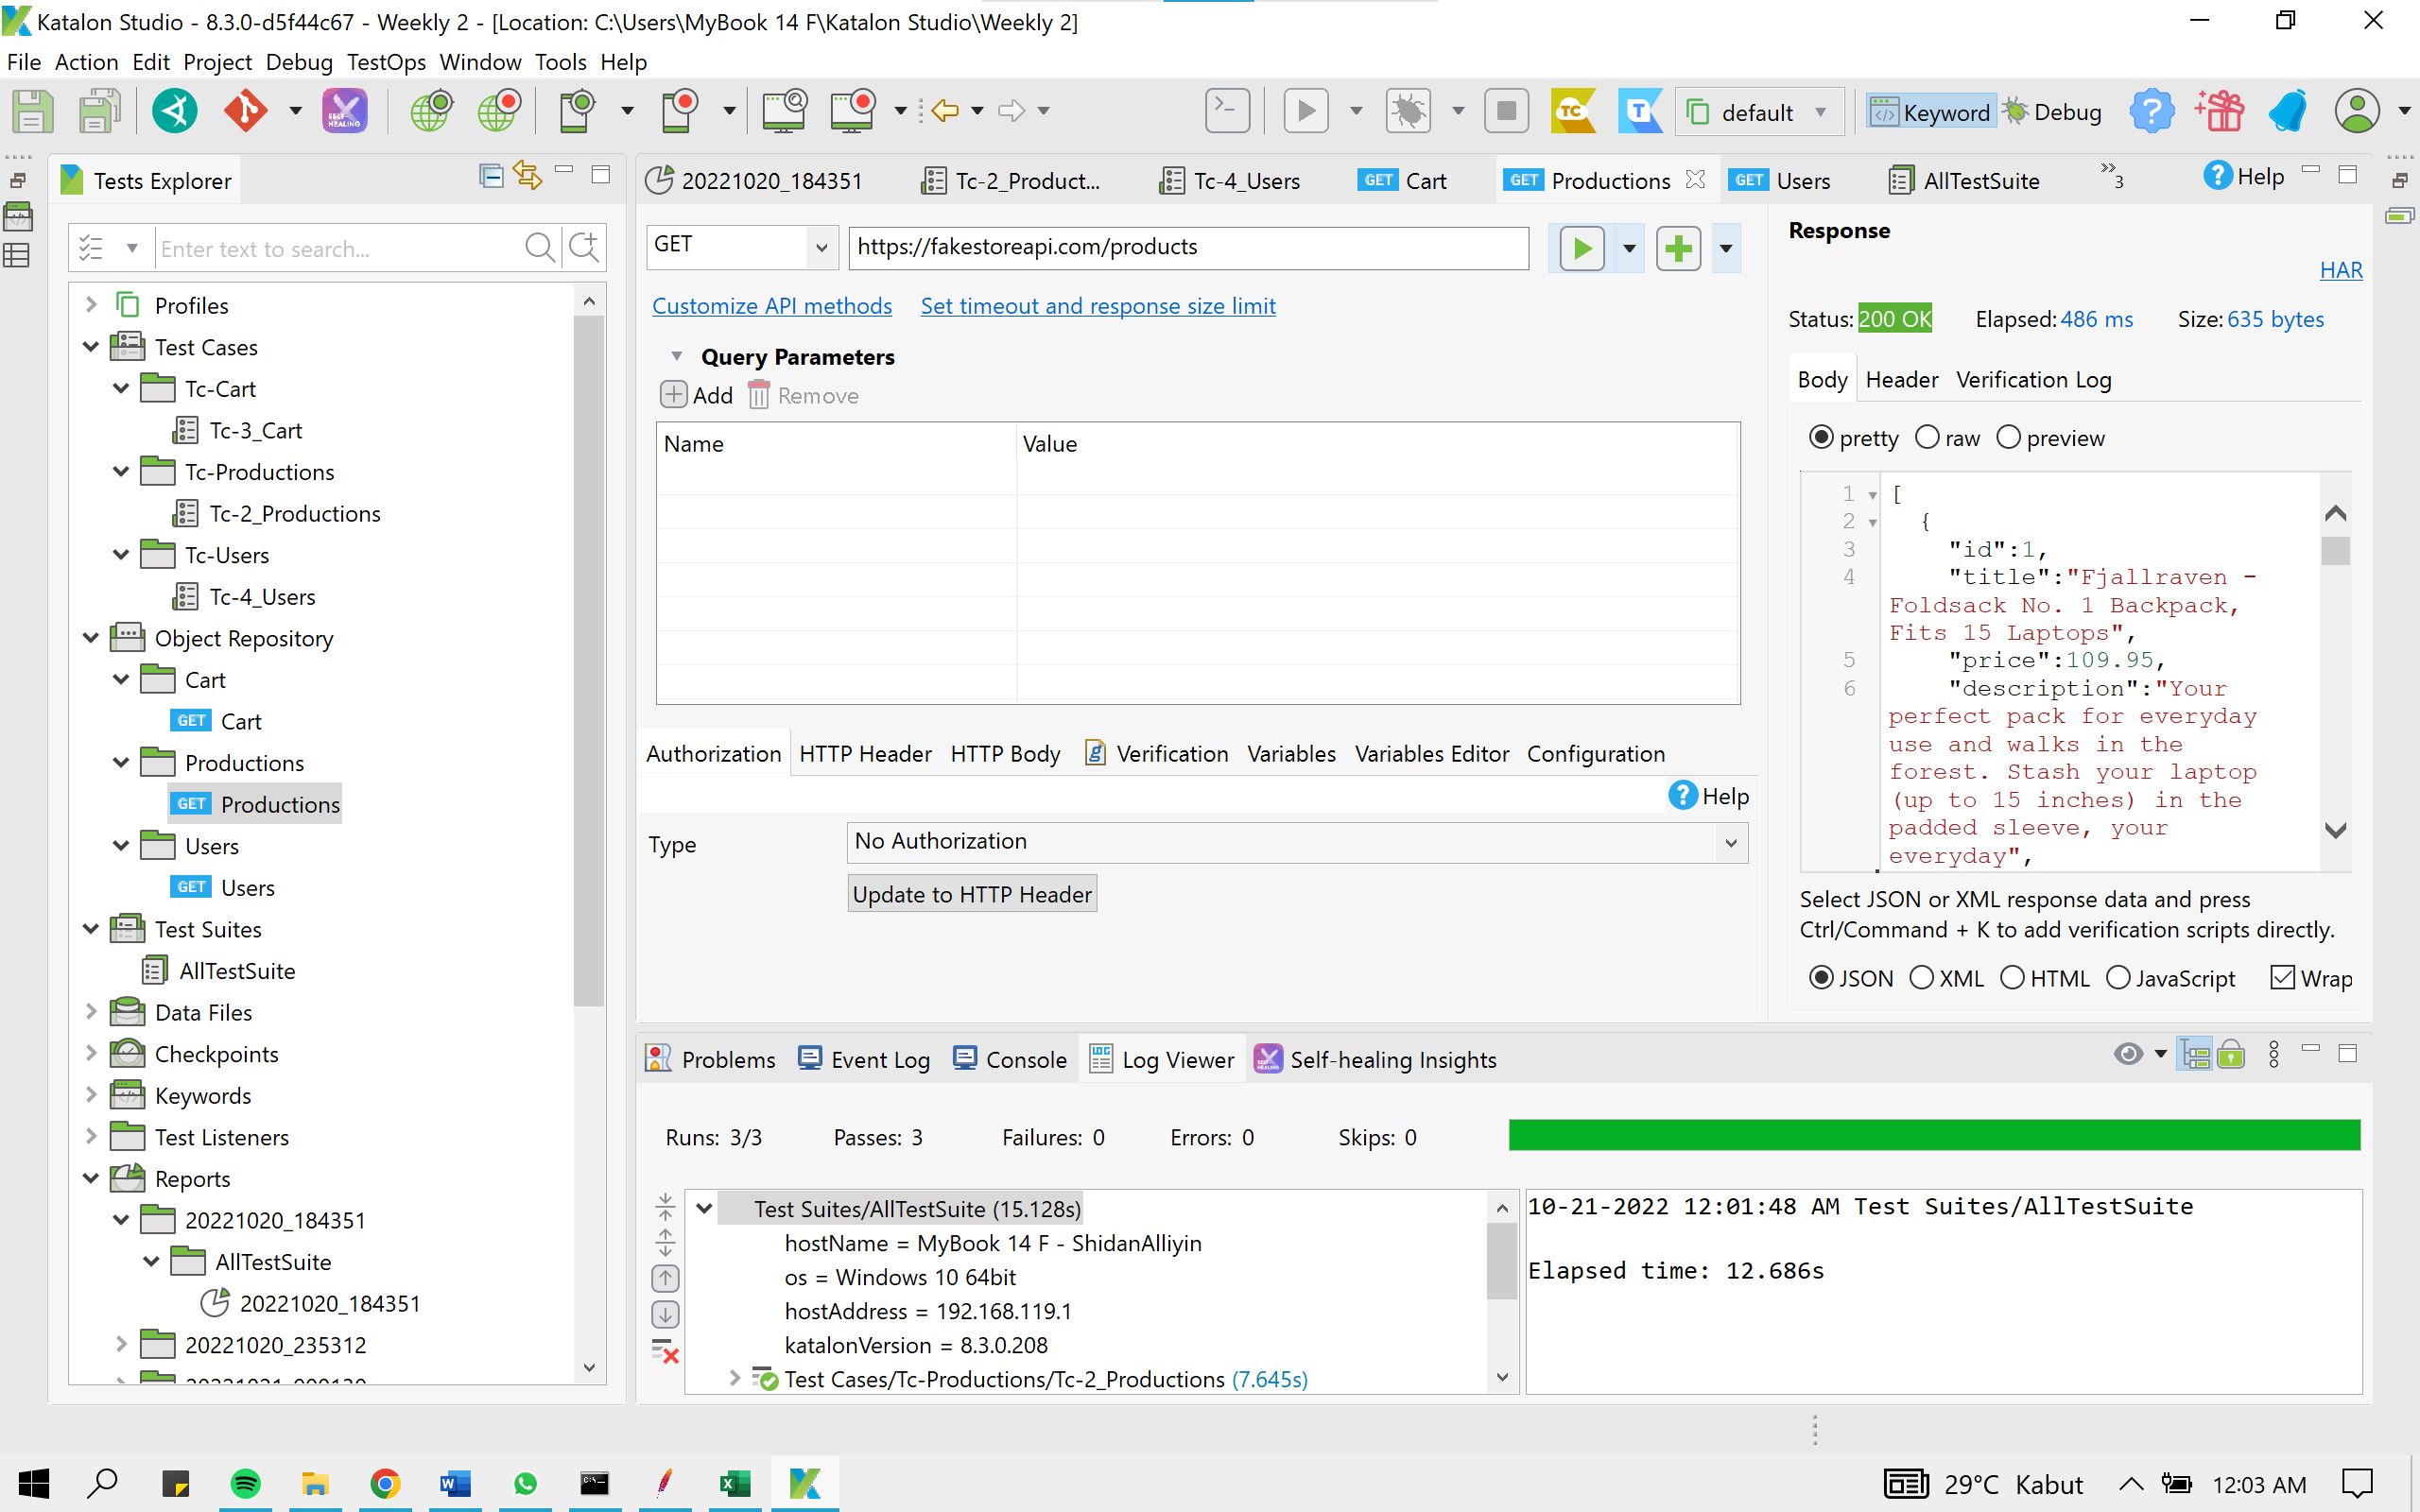 Katalon Studio - 8.3.0-d5f44c67 - Weekly 2 - [Location: C:\Users\MyBook 14 F\Katalon Studio\Weekly 2]
File Action Edit Project Debug TestOps Window Tools Help
SELF HEALING
TC
T
default
Keyword
Debug
Tests Explorer
Enter text to search...
Profiles
Test Cases
Tc-Cart
Tc-3_Cart
Tc-Productions
Tc-2_Productions
Tc-Users
Tc-4_Users
Object Repository
Cart
GET Cart
Productions
GET Productions
Users
GET Users
Test Suites
AllTestSuite
Data Files
Checkpoints
Keywords
Test Listeners
Reports
20221020_184351
AllTestSuite
20221020_184351
20221020_235312
20221020_184351 Tc-2_Product... Tc-4_Users GET Cart GET Productions GET Users AllTestSuite 3 Help
GET https://fakestoreapi.com/products
Customize API methods Set timeout and response size limit
Query Parameters
Add Remove
Name Value
Authorization HTTP Header HTTP Body Verification Variables Variables Editor Configuration
Help
Type No Authorization
Update to HTTP Header
Response
HAR
Status: 200 OK Elapsed: 486 ms Size: 635 bytes
Body Header Verification Log
pretty raw preview
1 [
2 {
3 "id":1,
4 "title":"Fjallraven -
Foldsack No. 1 Backpack,
Fits 15 Laptops",
5 "price":109.95,
6 "description":"Your
perfect pack for everyday
use and walks in the
forest. Stash your laptop
(up to 15 inches) in the
padded sleeve, your
everyday",
Select JSON or XML response data and press
Ctrl/Command + K to add verification scripts directly.
JSON XML HTML JavaScript Wrap
Problems Event Log Console Log Viewer Self-healing Insights
Runs: 3/3 Passes: 3 Failures: 0 Errors: 0 Skips: 0
Test Suites/AllTestSuite (15.128s)
hostName = MyBook 14 F - ShidanAlliyin
os = Windows 10 64bit
hostAddress = 192.168.119.1
katalonVersion = 8.3.0.208
Test Cases/Tc-Productions/Tc-2_Productions (7.645s)
10-21-2022 12:01:48 AM Test Suites/AllTestSuite
Elapsed time: 12.686s
29°C Kabut 12:03 AM